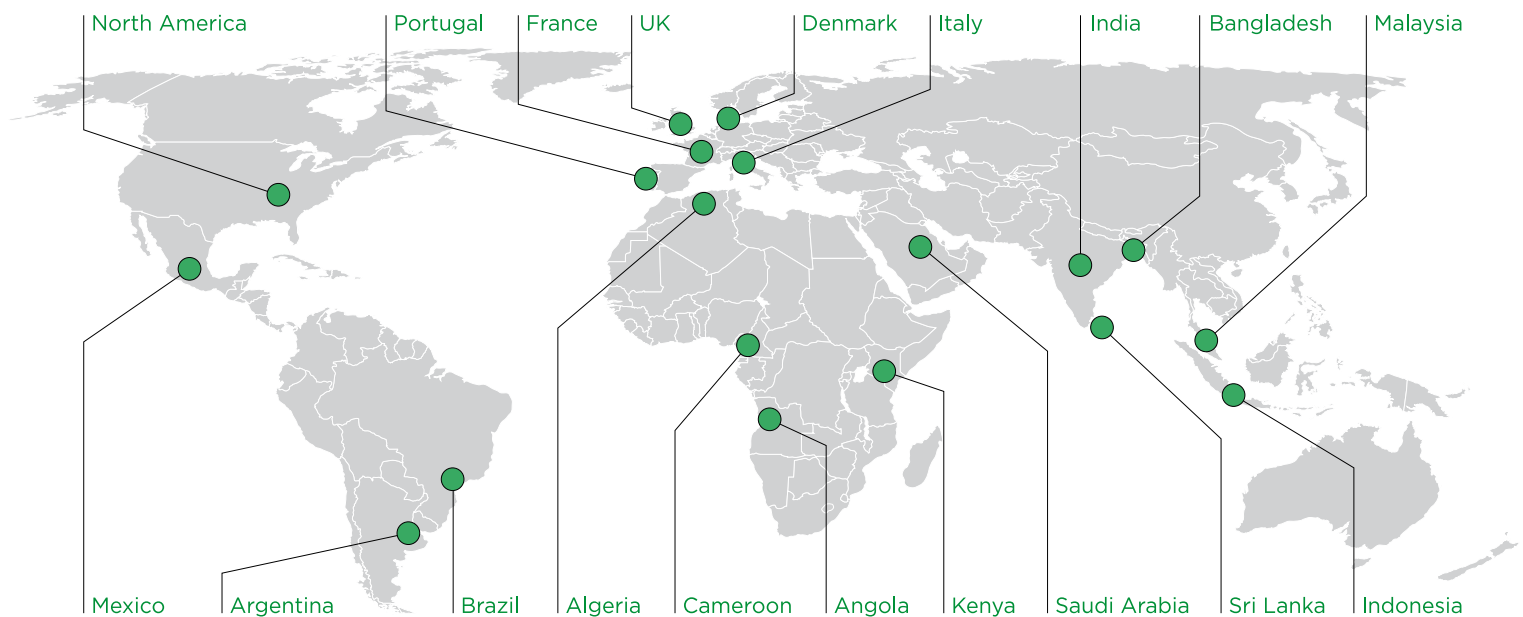 North America
Portugal
France
UK
Denmark
Italy
India
Bangladesh
Malaysia
Mexico
Argentina
Brazil
Algeria
Cameroon
Angola
Kenya
Saudi Arabia
Sri Lanka
Indonesia